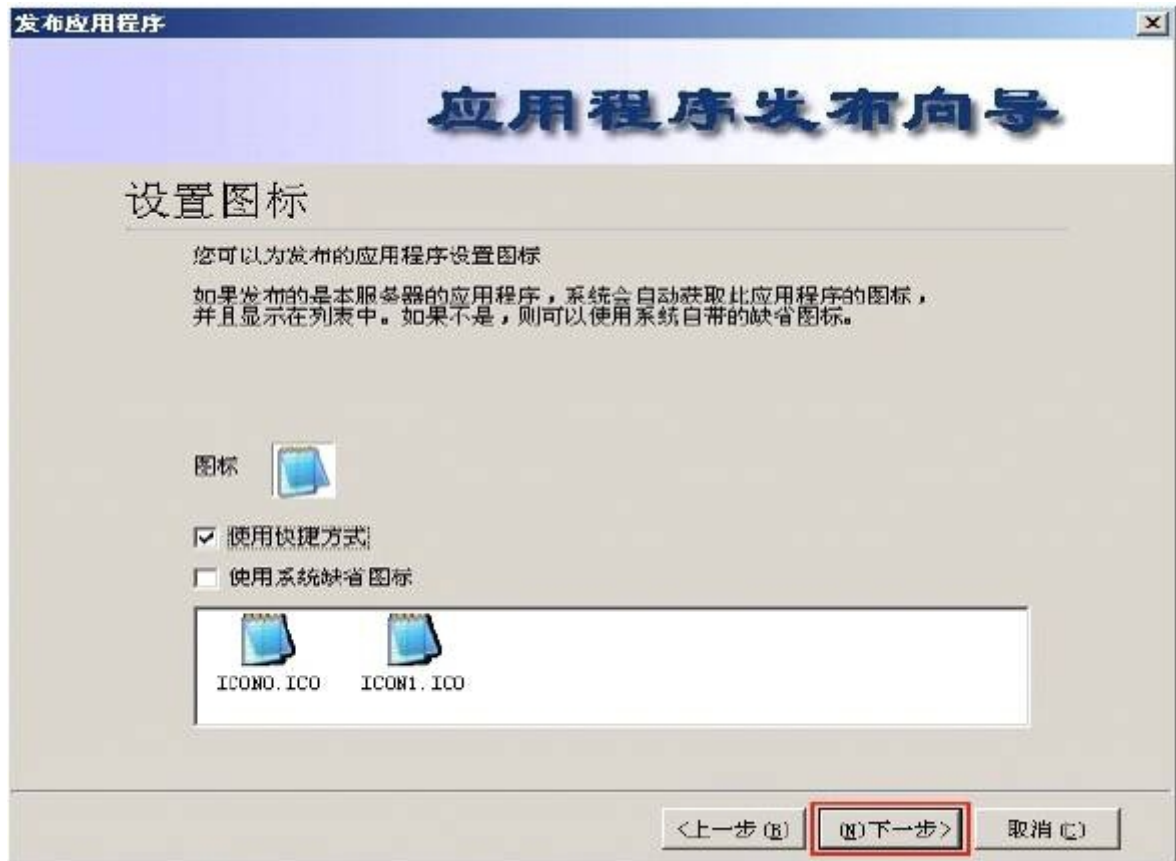 发布应用程序
应用程序发布向导
设置图标
您可以为发布的应用程序设置图标
如果发布的是本服务器的应用程序，系统会自动获取此应用程序的图标，
并且显示在列表中。如果不是，则可以使用系统自带的缺省图标。
图标
使用快捷方式
使用系统缺省图标
ICON0.ICO ICON1.ICO
<上一步(B) (N)下一步> 取消(C)